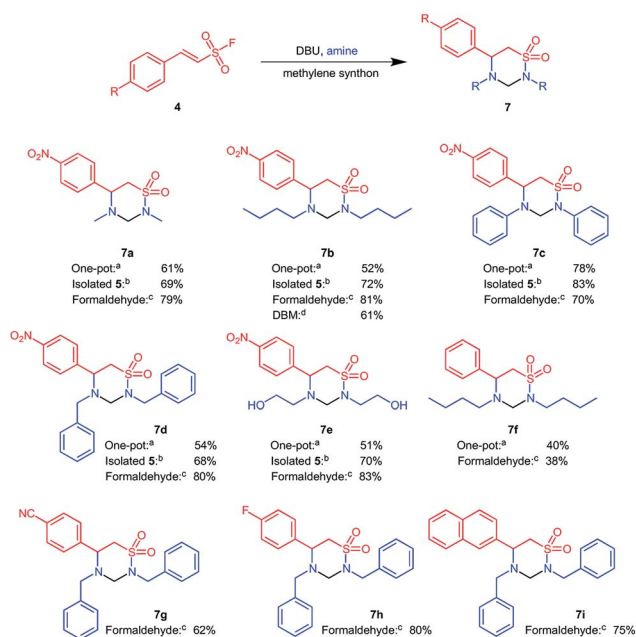 F
S
O
O
R
4
DBU, amine
methylene synthon
R
O
S
O
N
N
R
R
7
O₂N
O
S
O
N
N
7a
One-pot:ᵃ 61%
Isolated 5:ᵇ 69%
Formaldehyde:ᶜ 79%
O₂N
O
S
O
N
N
7b
One-pot:ᵃ 52%
Isolated 5:ᵇ 72%
Formaldehyde:ᶜ 81%
DBM:ᵈ 61%
O₂N
O
S
O
N
N
7c
One-pot:ᵃ 78%
Isolated 5:ᵇ 83%
Formaldehyde:ᶜ 70%
O₂N
O
S
O
N
N
7d
One-pot:ᵃ 54%
Isolated 5:ᵇ 68%
Formaldehyde:ᶜ 80%
O₂N
O
S
O
N
N
HO
OH
7e
One-pot:ᵃ 51%
Isolated 5:ᵇ 70%
Formaldehyde:ᶜ 83%
O
O
S
N
N
7f
One-pot:ᵃ 40%
Formaldehyde:ᶜ 38%
NC
O
S
O
N
N
7g
Formaldehyde:ᶜ 62%
F
O
S
O
N
N
7h
Formaldehyde:ᶜ 80%
O
S
O
N
N
7i
Formaldehyde:ᶜ 75%